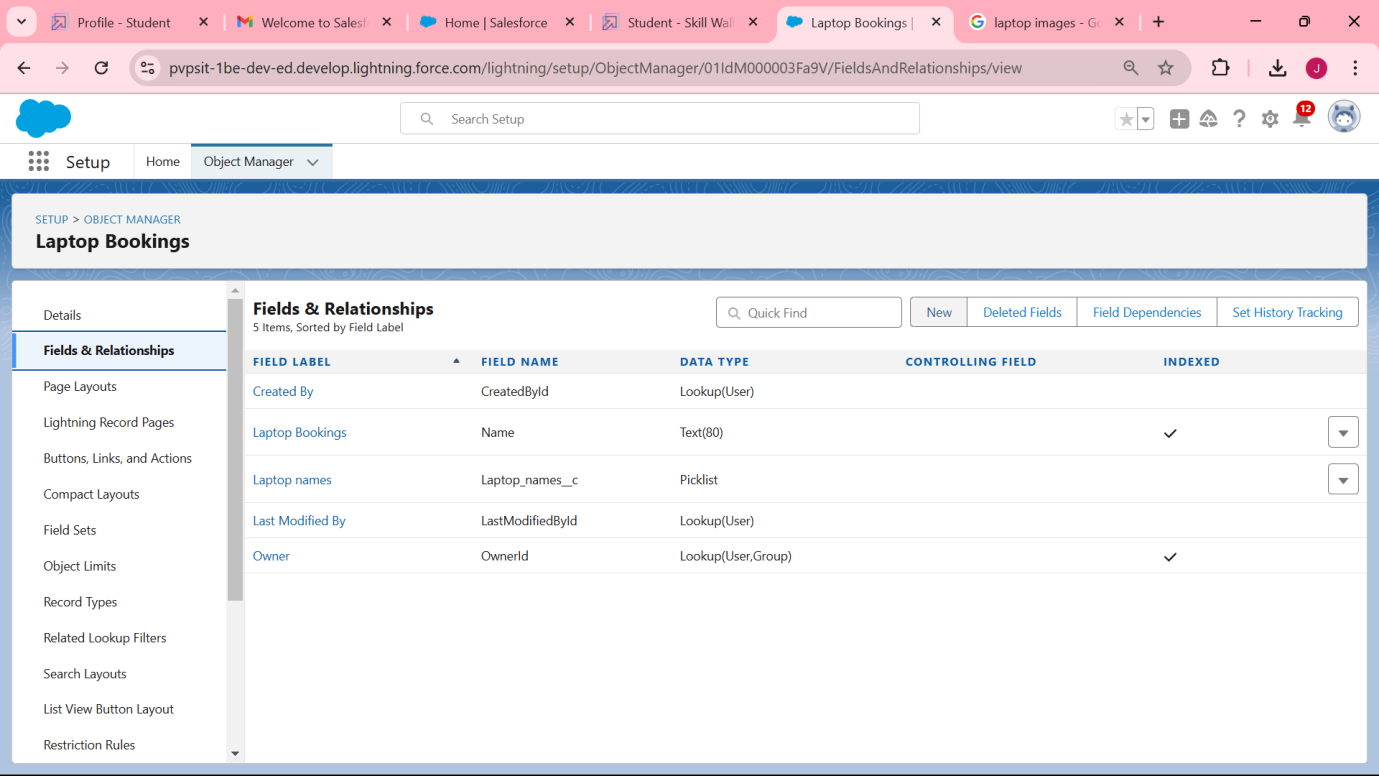 Profile - Student
Welcome to Salesf
Home | Salesforce
Student - Skill Wall
Laptop Bookings |
laptop images - Go
pvpsit-1be-dev-ed.develop.lightning.force.com/lightning/setup/ObjectManager/01IdM000003Fa9V/FieldsAndRelationships/view
J
Search Setup
12
Setup
Home
Object Manager
SETUP > OBJECT MANAGER
Laptop Bookings
Details
Fields & Relationships
Page Layouts
Lightning Record Pages
Buttons, Links, and Actions
Compact Layouts
Field Sets
Object Limits
Record Types
Related Lookup Filters
Search Layouts
List View Button Layout
Restriction Rules
Fields & Relationships
5 Items, Sorted by Field Label
Quick Find
New
Deleted Fields
Field Dependencies
Set History Tracking
FIELD LABEL FIELD NAME DATA TYPE CONTROLLING FIELD INDEXED
Created By CreatedById Lookup(User)
Laptop Bookings Name Text(80)
Laptop names Laptop_names__c Picklist
Last Modified By LastModifiedById Lookup(User)
Owner OwnerId Lookup(User,Group)